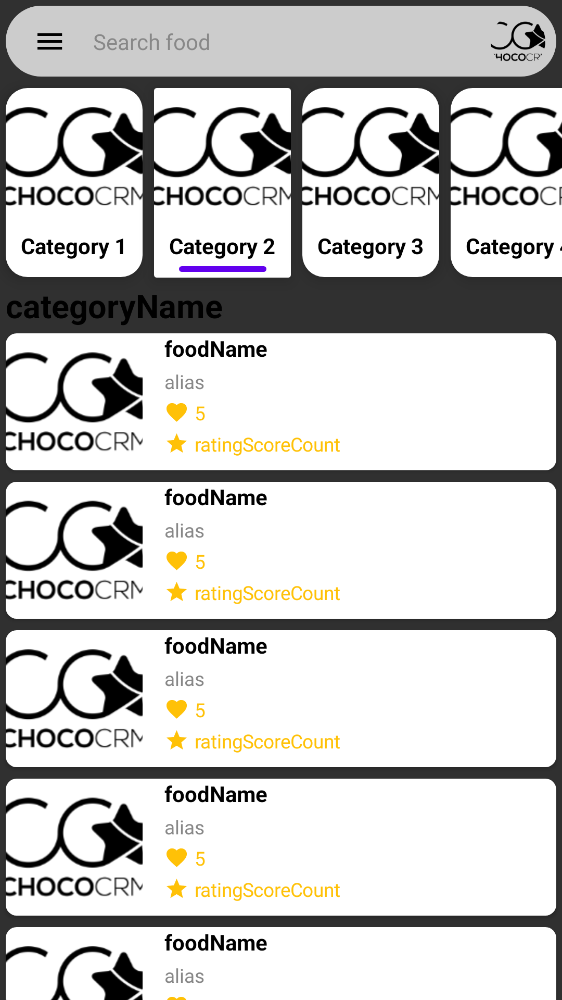 Search food
HOCOCR
CHOCOCRM
CHOCOCRM
CHOCOCRM
CHOCOCR
Category 1
Category 2
Category 3
Category 4
categoryName
foodName
alias
5
ratingScoreCount
CHOCOCRM
foodName
alias
5
ratingScoreCount
CHOCOCRM
foodName
alias
5
ratingScoreCount
CHOCOCRM
foodName
alias
5
ratingScoreCount
CHOCOCRM
foodName
alias